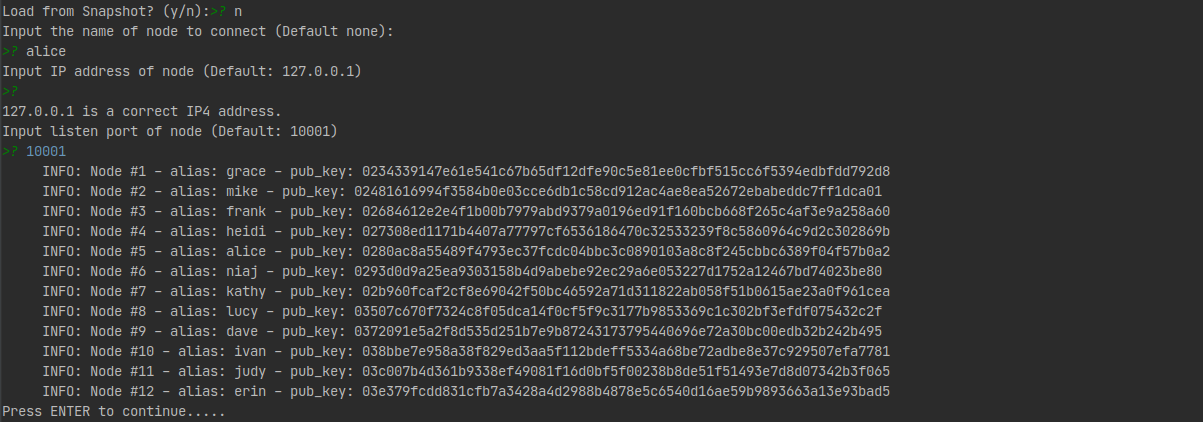 Load from Snapshot? (y/n):>? n
Input the name of node to connect (Default none):
>? alice
Input IP address of node (Default: 127.0.0.1)
>?
127.0.0.1 is a correct IP4 address.
Input listen port of node (Default: 10001)
>? 10001
INFO: Node #1 – alias: grace – pub_key: 0234339147e61e541c67b65df12dfe90c5e81ee0cfbf515cc6f5394edbfdd792d8
INFO: Node #2 – alias: mike – pub_key: 02481616994f3584b0e03cce6db1c58cd912ac4ae8ea52672ebabeddc7ff1dca01
INFO: Node #3 – alias: frank – pub_key: 02684612e2e4f1b00b7979abd9379a0196ed91f160bcb668f265c4af3e9a258a60
INFO: Node #4 – alias: heidi – pub_key: 027308ed1171b4407a77797cf6536186470c32533239f8c5860964c9d2c302869b
INFO: Node #5 – alias: alice – pub_key: 0280ac8a55489f4793ec37fcdc04bbc3c0890103a8c8f245cbbc6389f04f57b0a2
INFO: Node #6 – alias: niaj – pub_key: 0293d0d9a25ea9303158b4d9abebe92ec29a6e053227d1752a12467bd74023be80
INFO: Node #7 – alias: kathy – pub_key: 02b960fcaf2cf8e69042f50bc46592a71d311822ab058f51b0615ae23a0f961cea
INFO: Node #8 – alias: lucy – pub_key: 03507c670f7324c8f05dca14f0cf5f9c3177b9853369c1c302bf3efdf075432c2f
INFO: Node #9 – alias: dave – pub_key: 0372091e5a2f8d535d251b7e9b87243173795440696e72a30bc00edb32b242b495
INFO: Node #10 – alias: ivan – pub_key: 038bbe7e958a38f829ed3aa5f112bdeff5334a68be72adbe8e37c929507efa7781
INFO: Node #11 – alias: judy – pub_key: 03c007b4d361b9338ef49081f16d0bf5f00238b8de51f51493e7d8d07342b3f065
INFO: Node #12 – alias: erin – pub_key: 03e379fcdd831cfb7a3428a4d2988b4878e5c6540d16ae59b9893663a13e93bad5
Press ENTER to continue.....